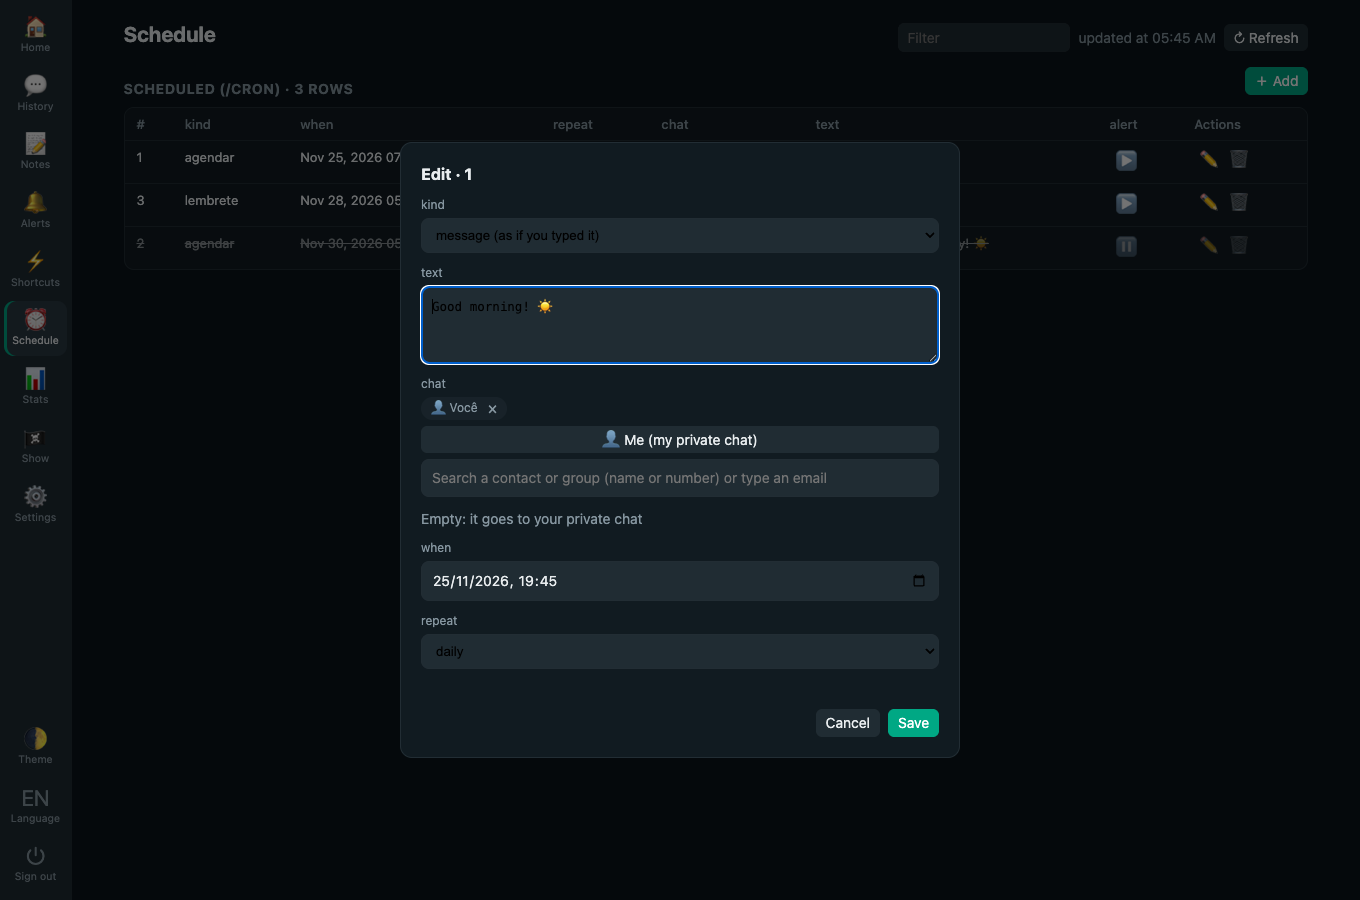 Home
History
Notes
Alerts
Shortcuts
Schedule
Stats
Show
Settings
Theme
EN
Language
Sign out
Schedule
Filter
updated at 05:45 AM
Refresh
SCHEDULED (/CRON) · 3 ROWS
+ Add
# kind when repeat chat text alert Actions
1 agendar Nov 25, 2026 07
3 lembrete Nov 28, 2026 05
2 agendar Nov 30, 2026 05 y! ☀️
Edit · 1
kind
message (as if you typed it)
text
Good morning! ☀️
chat
👤 Você ×
👤 Me (my private chat)
Search a contact or group (name or number) or type an email
Empty: it goes to your private chat
when
25/11/2026, 19:45
repeat
daily
Cancel
Save